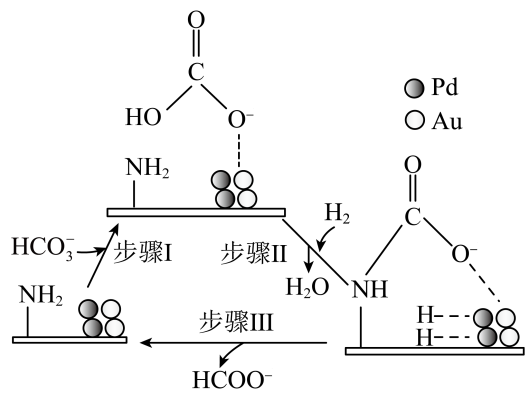 O
C
HO
O⁻
Pd
Au
NH₂
O
C
H₂
HCO₃⁻
步骤I
步骤II
O⁻
H₂O
NH
NH₂
步骤III
H
H
HCOO⁻